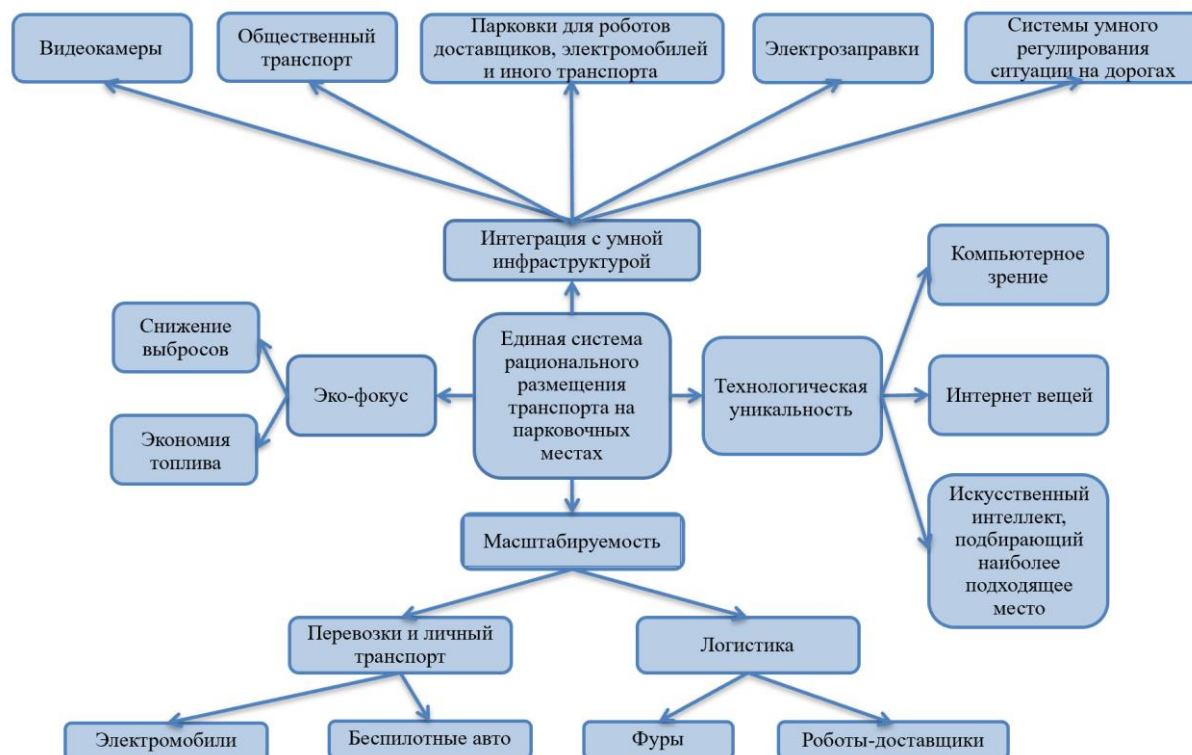 Видеокамеры
Общественный
транспорт
Парковки для роботов
доставщиков, электромобилей
и иного транспорта
Электрозаправки
Системы умного
регулирования
ситуации на дорогах
Интеграция с умной
инфраструктурой
Компьютерное
зрение
Снижение
выбросов
Эко-фокус
Единая система
рационального
размещения
транспорта на
парковочных
местах
Технологическая
уникальность
Интернет вещей
Экономия
топлива
Искусственный
интеллект,
подбирающий
наиболее
подходящее
место
Масштабируемость
Перевозки и личный
транспорт
Логистика
Электромобили
Беспилотные авто
Фуры
Роботы-доставщики